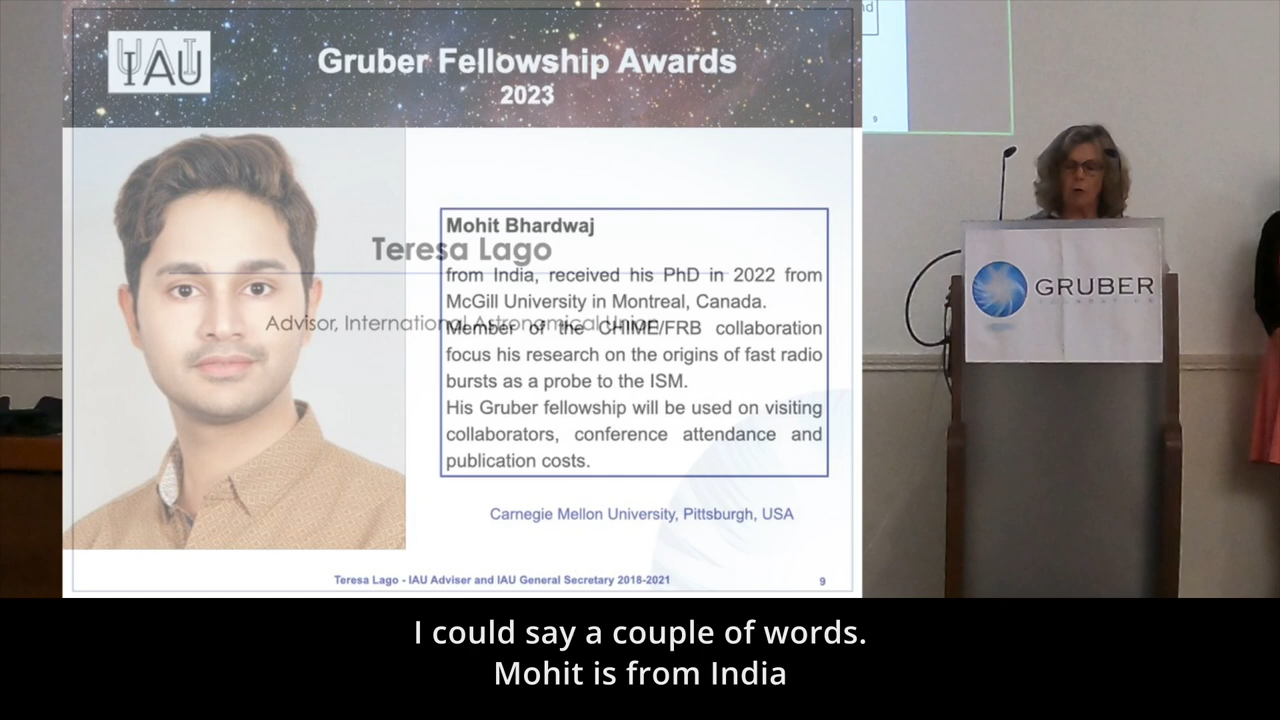 IAU
Gruber Fellowship Awards
2023
Mohit Bhardwaj
Teresa Lago
from India, received his PhD in 2022 from
McGill University in Montreal, Canada.
Advisor, International Astronomical Union
Member of the CHIME/FRB collaboration
focus his research on the origins of fast radio
bursts as a probe to the ISM.
His Gruber fellowship will be used on visiting
collaborators, conference attendance and
publication costs.
Carnegie Mellon University, Pittsburgh, USA
Teresa Lago - IAU Adviser and IAU General Secretary 2018-2021
9
nd
9
GRUBER
FOUNDATION
I could say a couple of words.
Mohit is from India